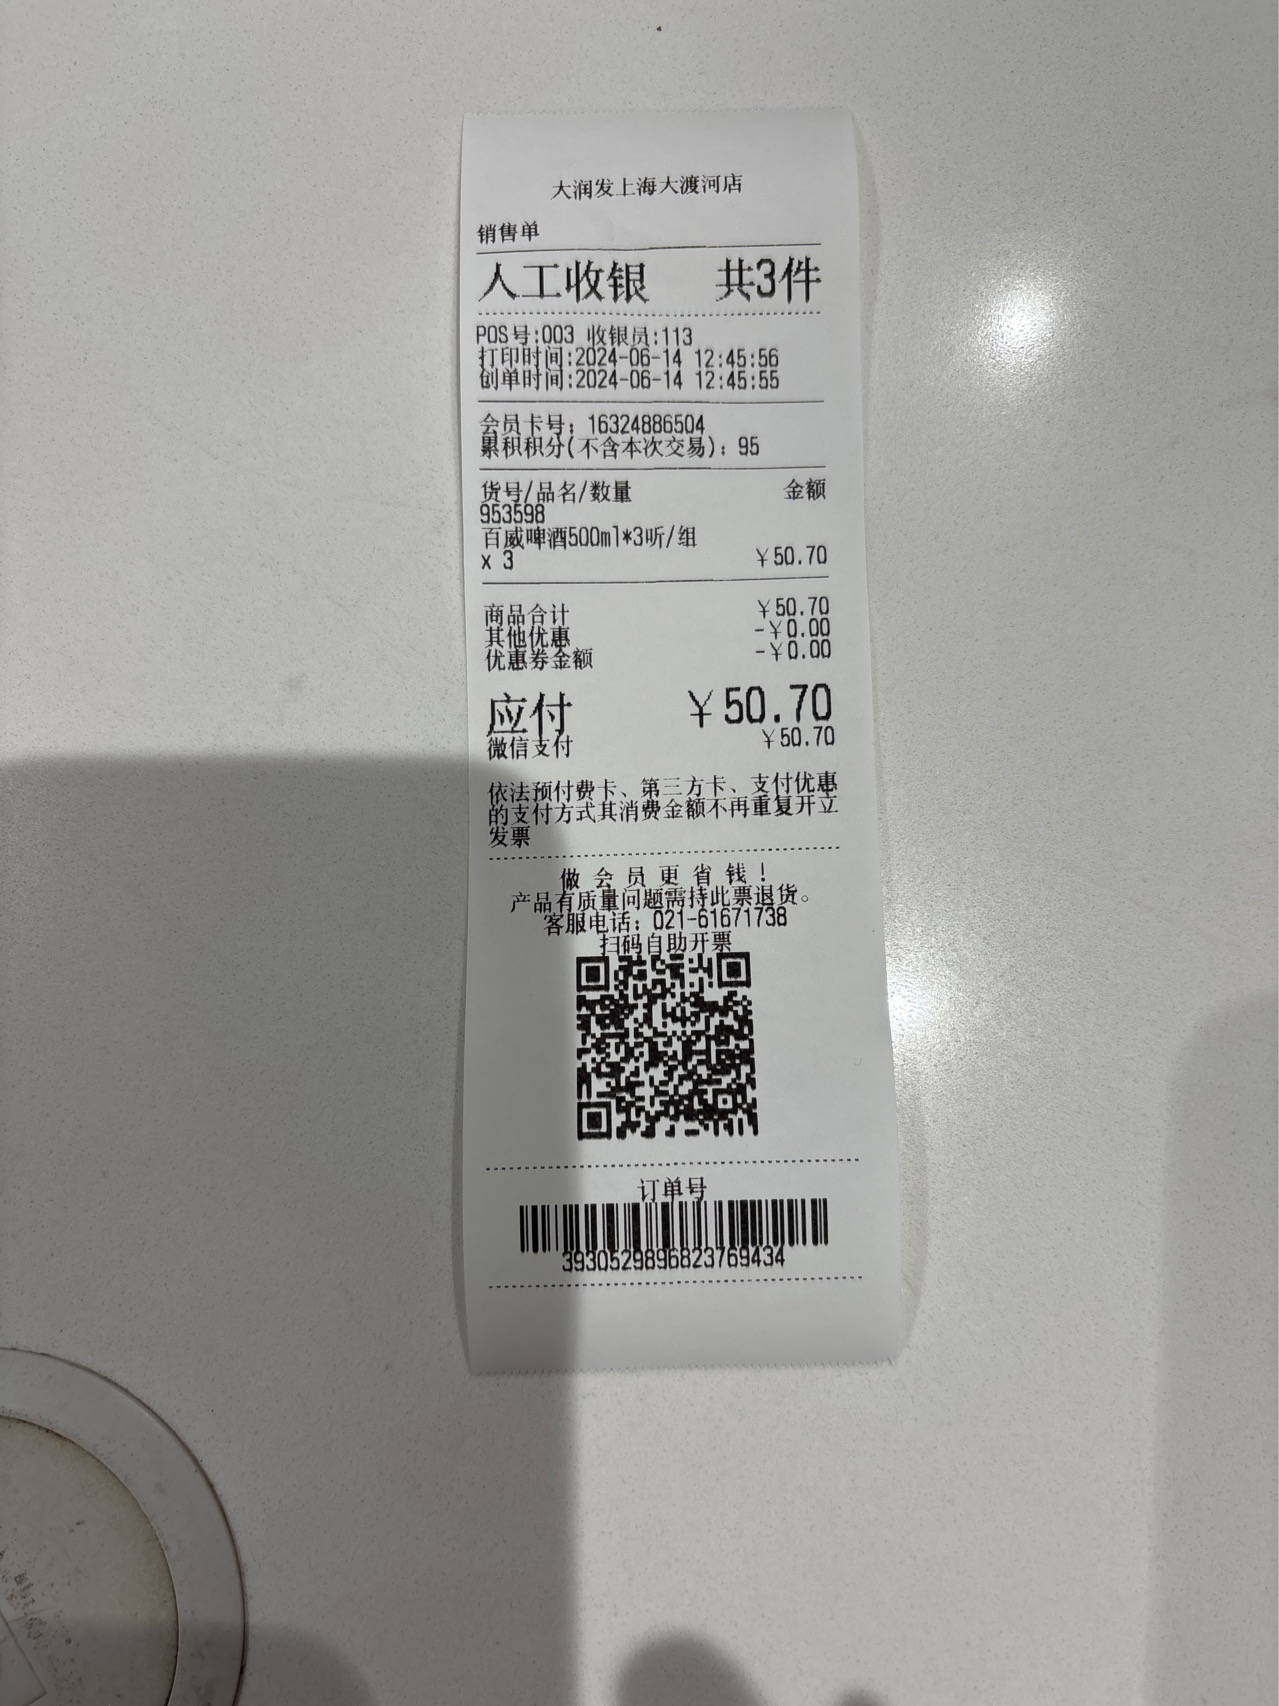 大润发上海大渡河店
销售单
人工收银 共3件
POS号:003 收银员:113
打印时间:2024-06-14 12:45:56
创单时间:2024-06-14 12:45:55
会员卡号: 16324886504
累积积分(不含本次交易): 95
货号/品名/数量 金额
953598
百威啤酒500ml*3听/组
x 3 ￥50.70
商品合计 ￥50.70
其他优惠 -￥0.00
优惠券金额 -￥0.00
应付 ￥50.70
微信支付 ￥50.70
依法预付费卡、第三方卡、支付优惠
的支付方式其消费金额不再重复开立
发票
做会员更省钱！
产品有质量问题需持此票退货。
客服电话: 021-61671738
扫码自助开票
订单号
3930529896823769434